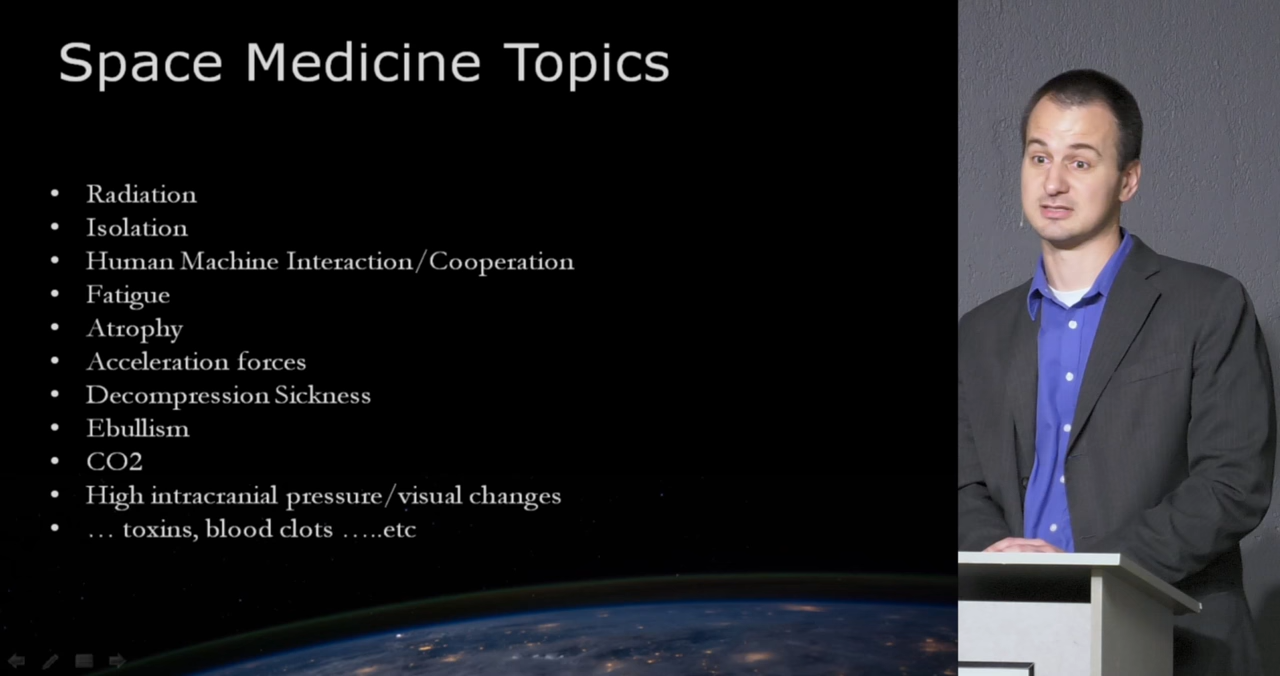 Space Medicine Topics
• Radiation
• Isolation
• Human Machine Interaction/Cooperation
• Fatigue
• Atrophy
• Acceleration forces
• Decompression Sickness
• Ebullism
• CO2
• High intracranial pressure/visual changes
• … toxins, blood clots …..etc